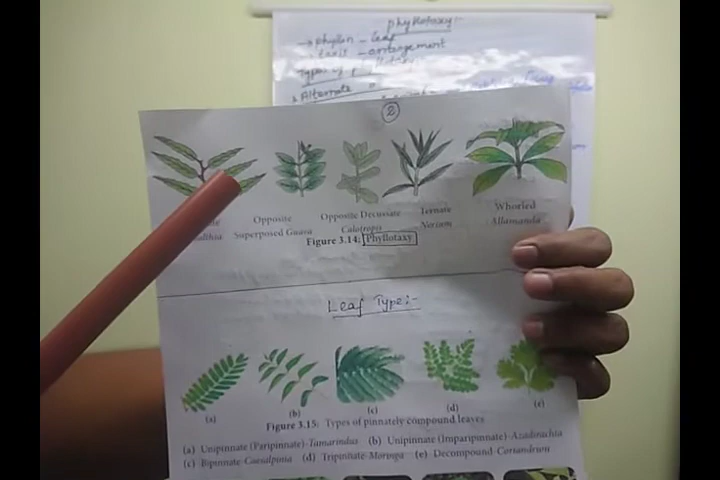 phyllotaxy:-
→ phyllon - leaf
taxis - arrangement
Types of
→ Alternate
2
Opposite
Superposed Guava
Opposite Decussate
Calotropis
Ternate
Nerium
Whorled
Allamanda
Figure 3.14: Phyllotaxy
Leaf Type:-
(a)
(b)
(c)
(d)
(e)
Figure 3.15: Types of pinnately compound leaves
(a) Unipinnate (Paripinnate)-Tamarindus (b) Unipinnate (Imparipinnate)-Azadirachta
(c) Bipinnate-Caesalpinia (d) Tripinnate-Moringa (e) Decompound-Coriandrum